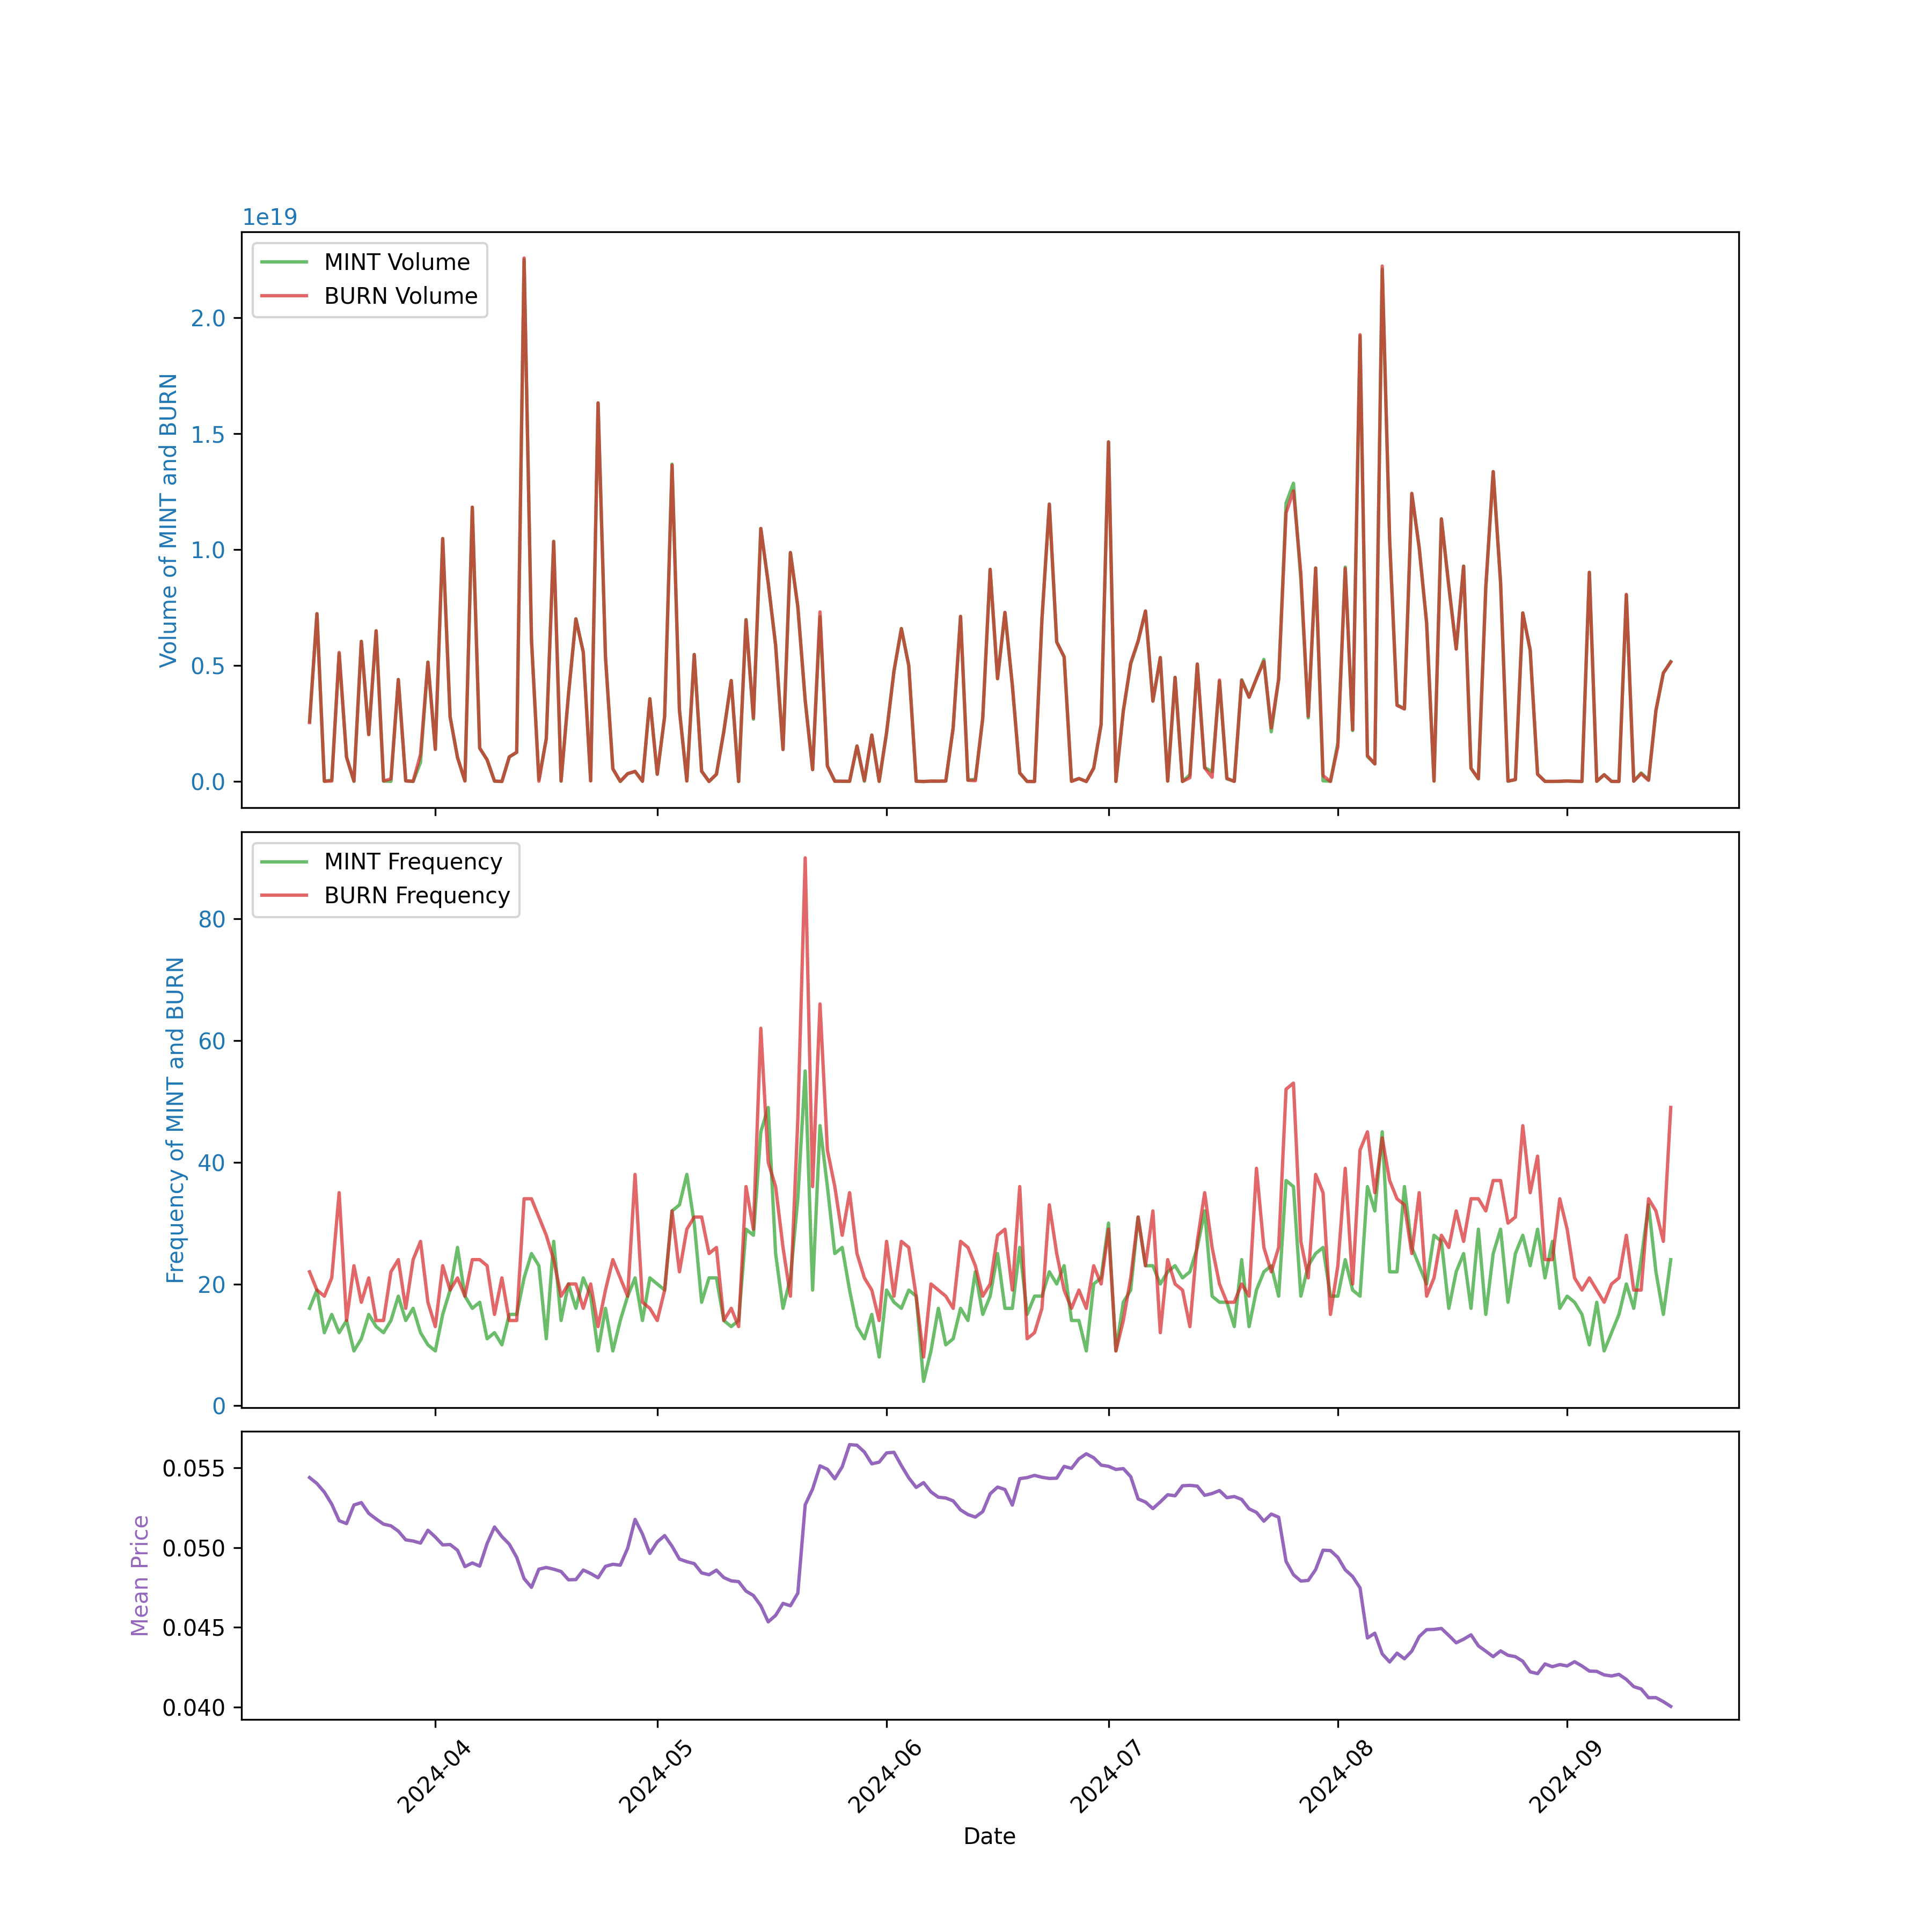 1e19
MINT Volume
BURN Volume
2.0
1.5
1.0
0.5
0.0
Volume of MINT and BURN
MINT Frequency
BURN Frequency
80
60
40
20
0
Frequency of MINT and BURN
0.055
0.050
0.045
0.040
Mean Price
2024-04
2024-05
2024-06
2024-07
2024-08
2024-09
Date